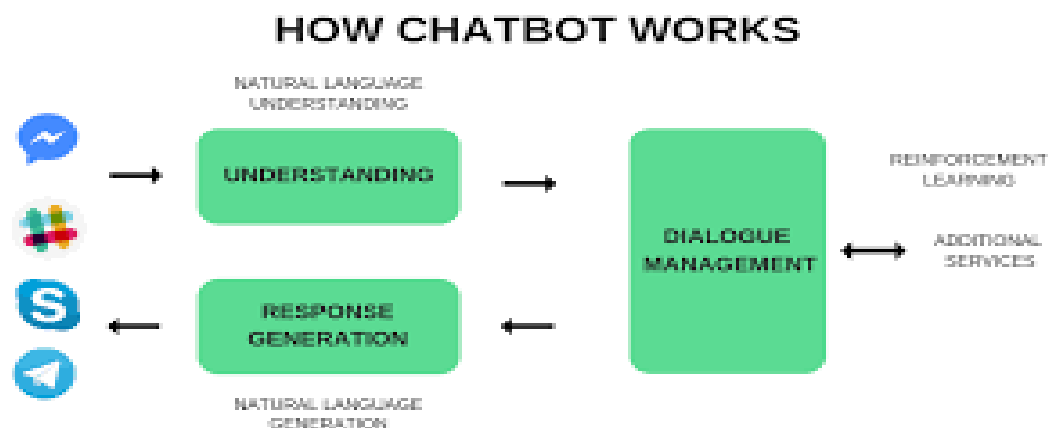 HOW CHATBOT WORKS
NATURAL LANGUAGE
UNDERSTANDING
UNDERSTANDING
DIALOGUE
MANAGEMENT
REINFORCEMENT
LEARNING
ADDITIONAL
SERVICES
RESPONSE
GENERATION
NATURAL LANGUAGE
GENERATION